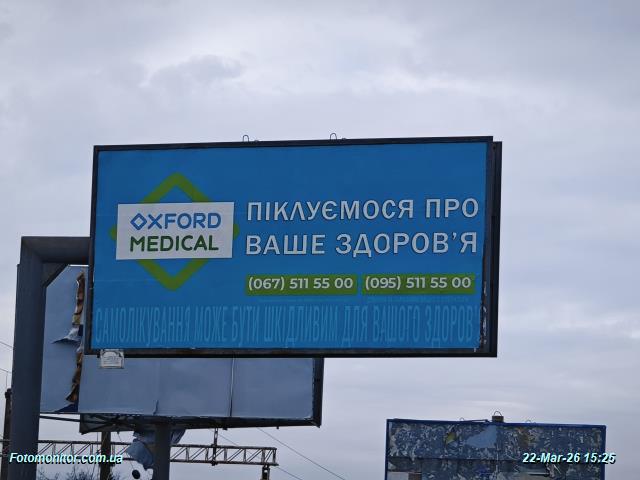 OXFORD
MEDICAL
ПІКЛУЄМОСЯ ПРО
ВАШЕ ЗДОРОВ'Я
(067) 511 55 00 (095) 511 55 00
САМОЛІКУВАННЯ МОЖЕ БУТИ ШКІДЛИВИМ ДЛЯ ВАШОГО ЗДОРОВ'
Fotomonitor.com.ua
22-Mar-26 15:25